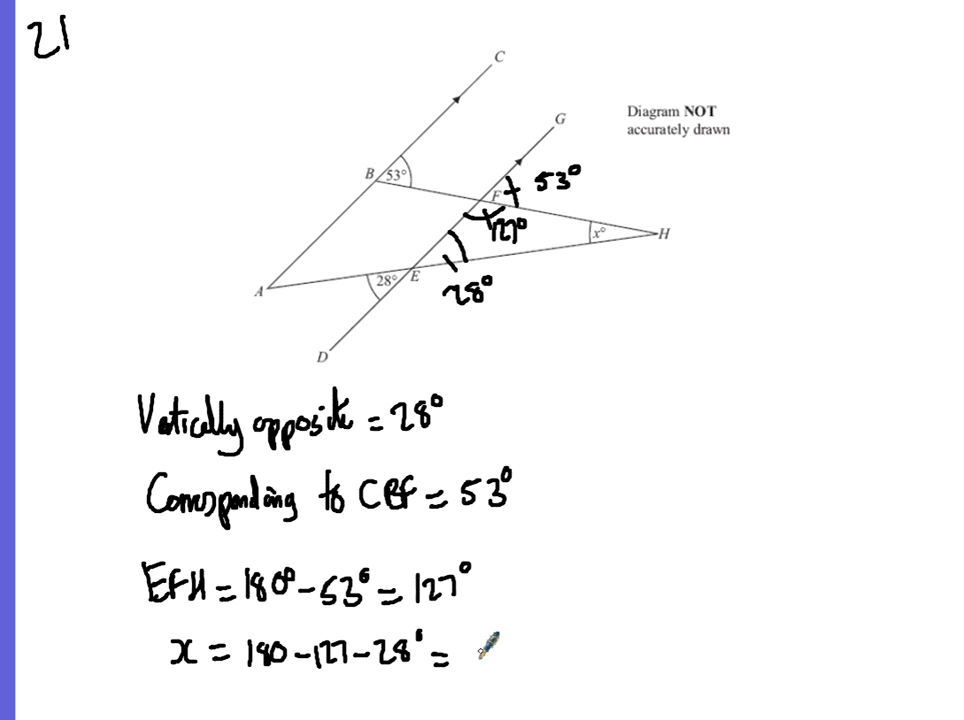 21
C
G
Diagram NOT
accurately drawn
B 53°
F 53°
127°
x° H
28° E
A
28°
D
Vertically opposite = 28°
Corresponding to CBF = 53°
EFH = 180° - 53° = 127°
x = 180 - 127 - 28° =